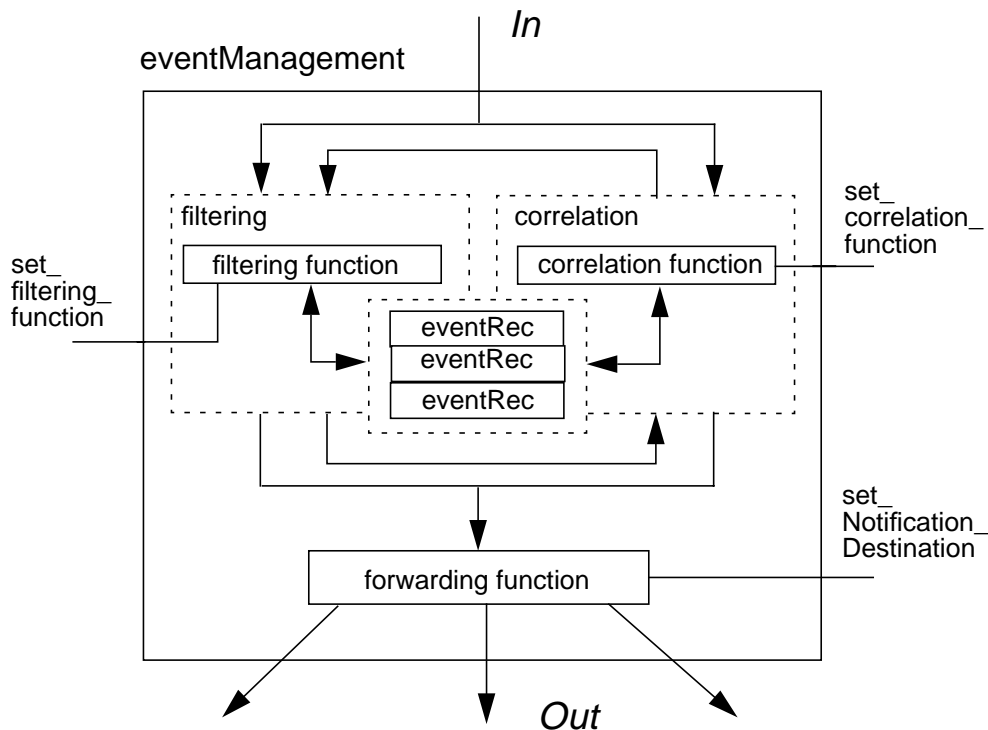 In
eventManagement
filtering
correlation
set_
correlation_
function
filtering function
correlation function
set_
filtering_
function
eventRec
eventRec
eventRec
set_
Notification_
Destination
forwarding function
Out